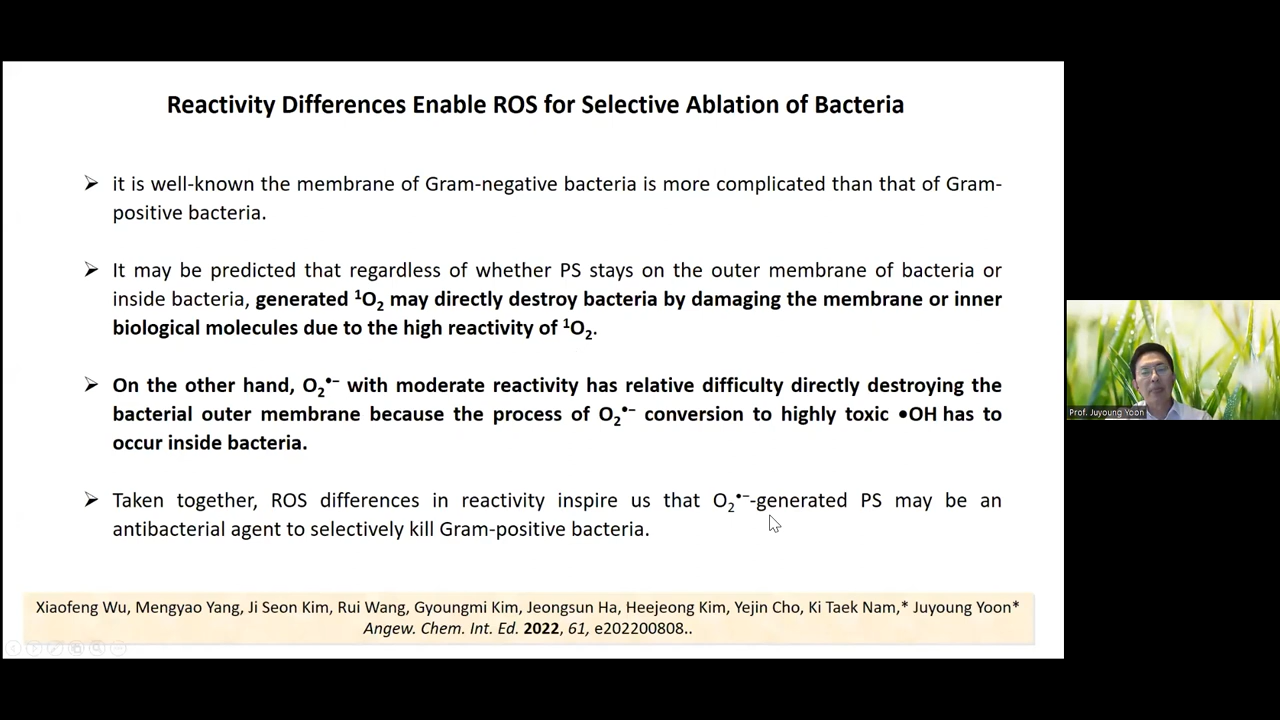 Reactivity Differences Enable ROS for Selective Ablation of Bacteria
➢ it is well-known the membrane of Gram-negative bacteria is more complicated than that of Gram-
positive bacteria.
➢ It may be predicted that regardless of whether PS stays on the outer membrane of bacteria or
inside bacteria, generated ¹O₂ may directly destroy bacteria by damaging the membrane or inner
biological molecules due to the high reactivity of ¹O₂.
➢ On the other hand, O₂•⁻ with moderate reactivity has relative difficulty directly destroying the
bacterial outer membrane because the process of O₂•⁻ conversion to highly toxic •OH has to
occur inside bacteria.
➢ Taken together, ROS differences in reactivity inspire us that O₂•⁻-generated PS may be an
antibacterial agent to selectively kill Gram-positive bacteria.
Xiaofeng Wu, Mengyao Yang, Ji Seon Kim, Rui Wang, Gyoungmi Kim, Jeongsun Ha, Heejeong Kim, Yejin Cho, Ki Taek Nam,* Juyoung Yoon*
Angew. Chem. Int. Ed. 2022, 61, e202200808..
Prof. Juyoung Yoon